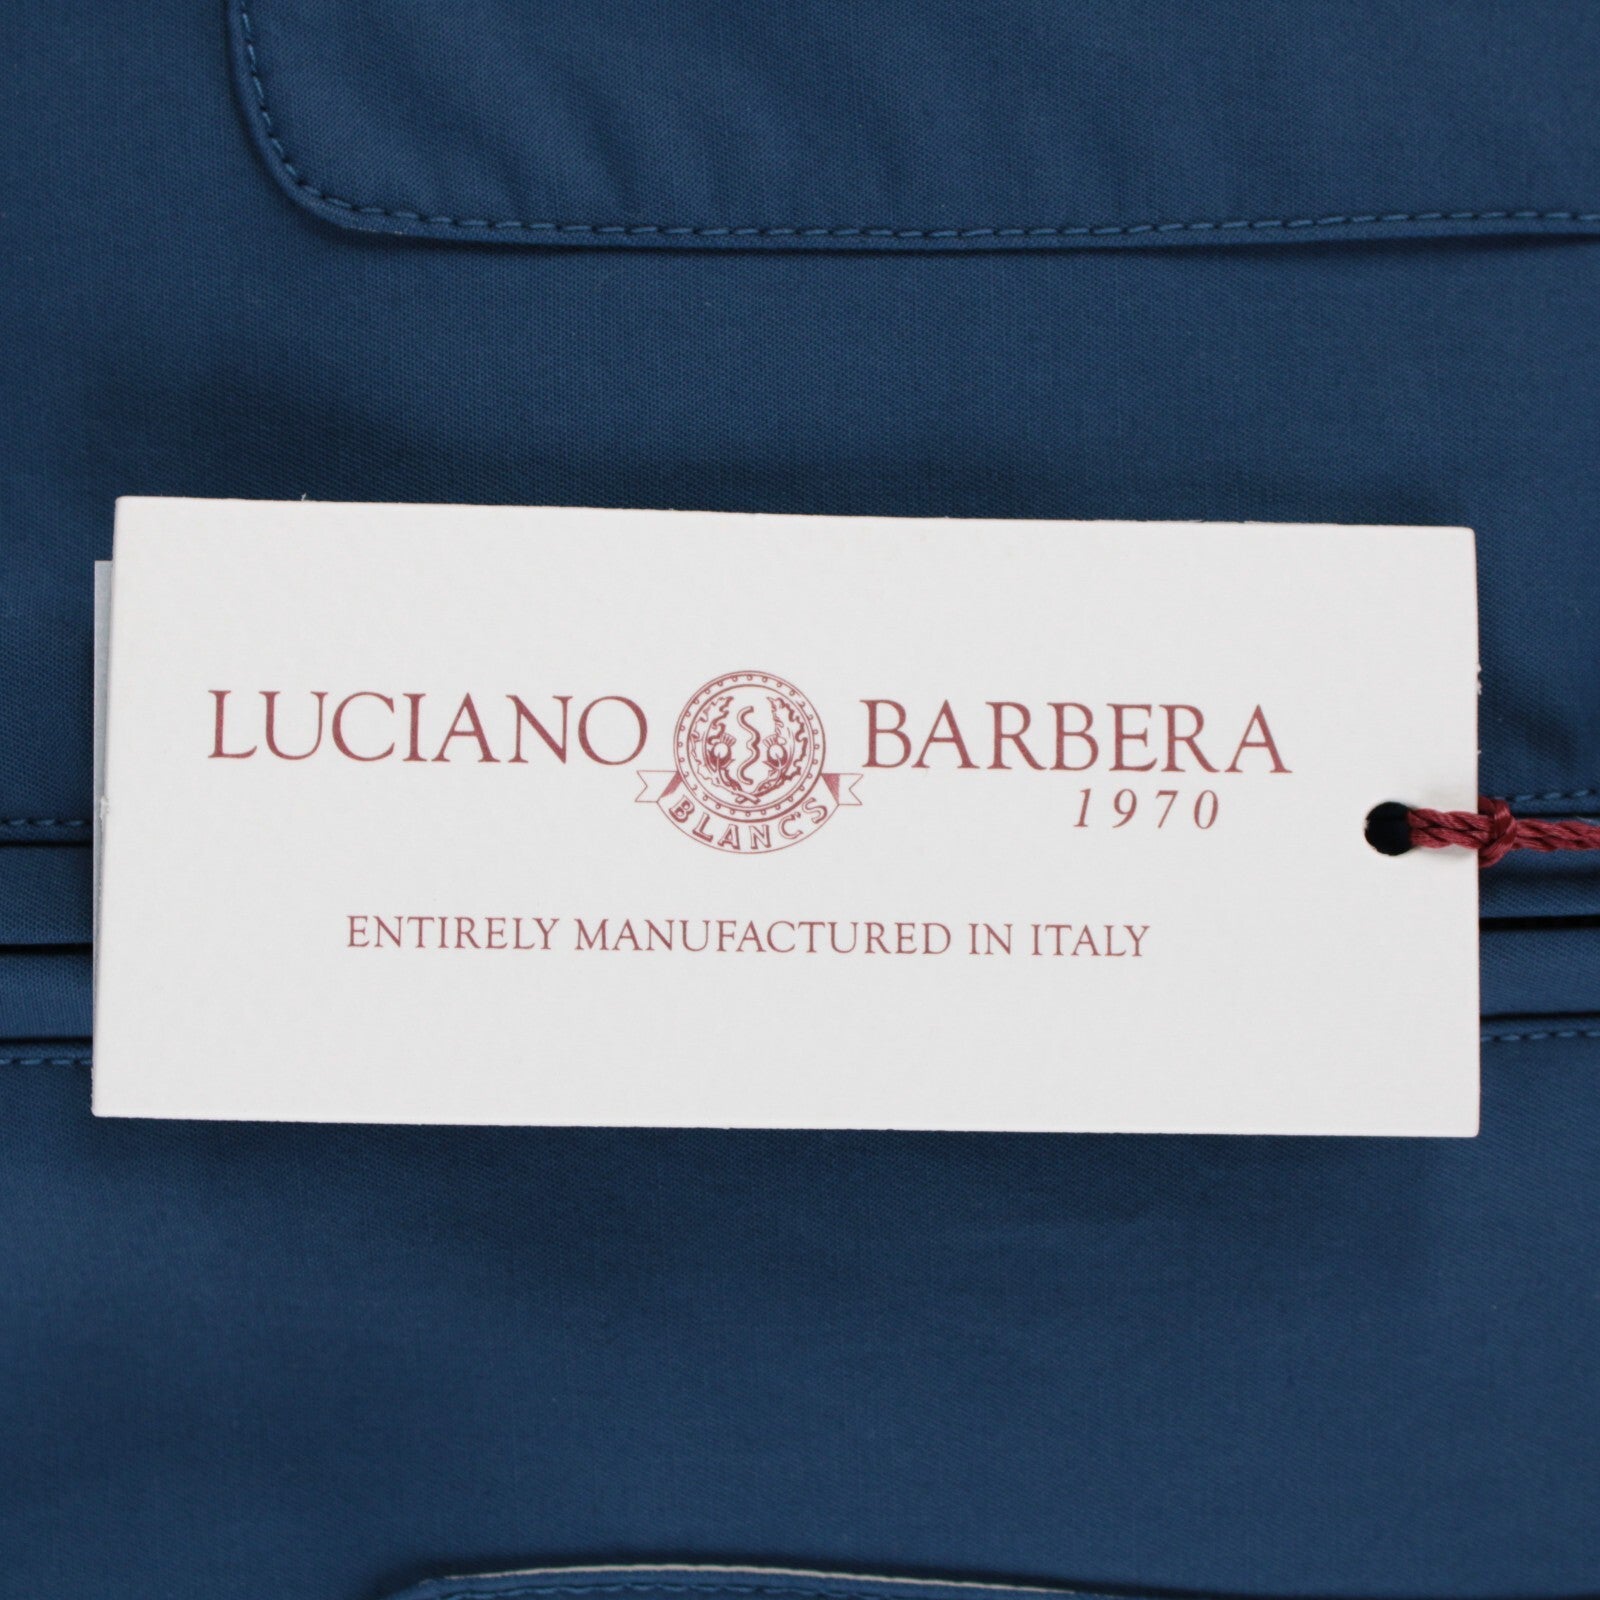 LUCIANO BARBERA
1970
BLANC'S
ENTIRELY MANUFACTURED IN ITALY